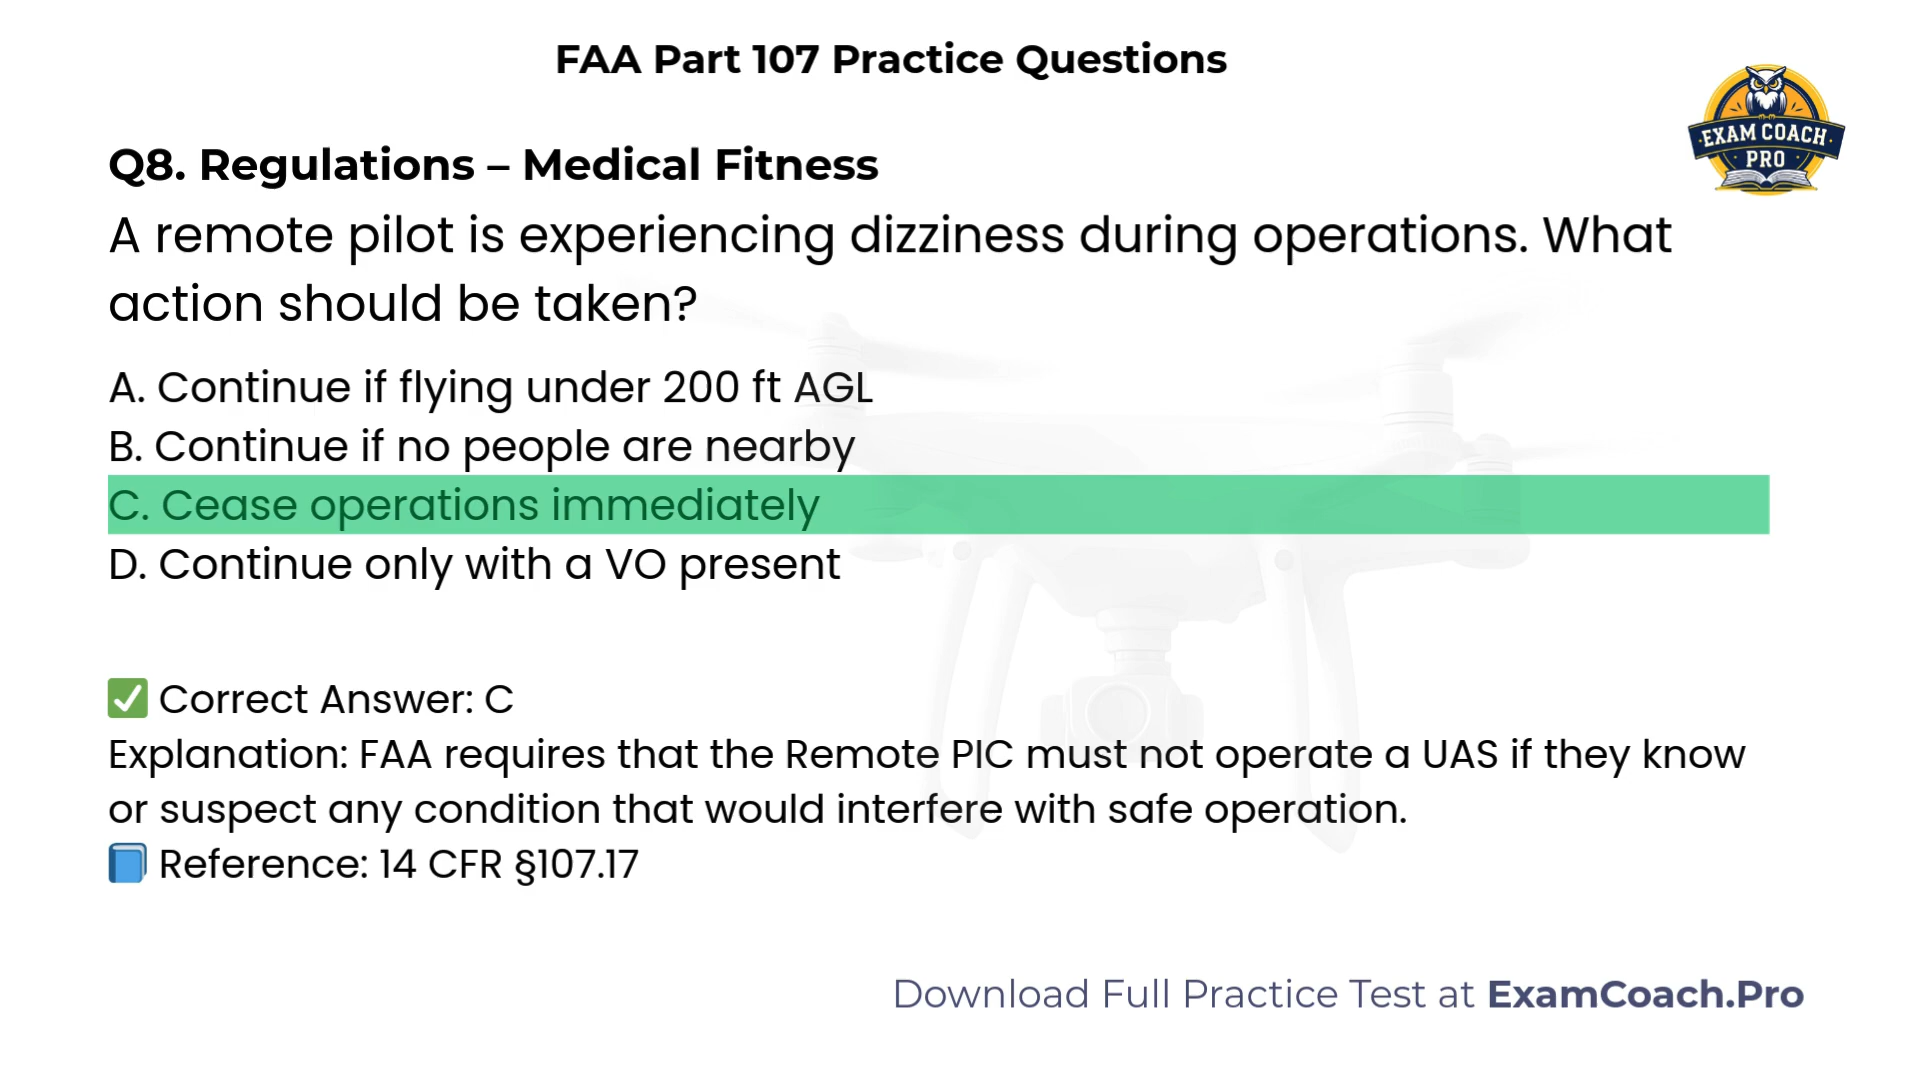 FAA Part 107 Practice Questions
EXAM COACH
PRO
Q8. Regulations – Medical Fitness
A remote pilot is experiencing dizziness during operations. What
action should be taken?
A. Continue if flying under 200 ft AGL
B. Continue if no people are nearby
C. Cease operations immediately
D. Continue only with a VO present
✅ Correct Answer: C
Explanation: FAA requires that the Remote PIC must not operate a UAS if they know
or suspect any condition that would interfere with safe operation.
📘 Reference: 14 CFR §107.17
Download Full Practice Test at ExamCoach.Pro